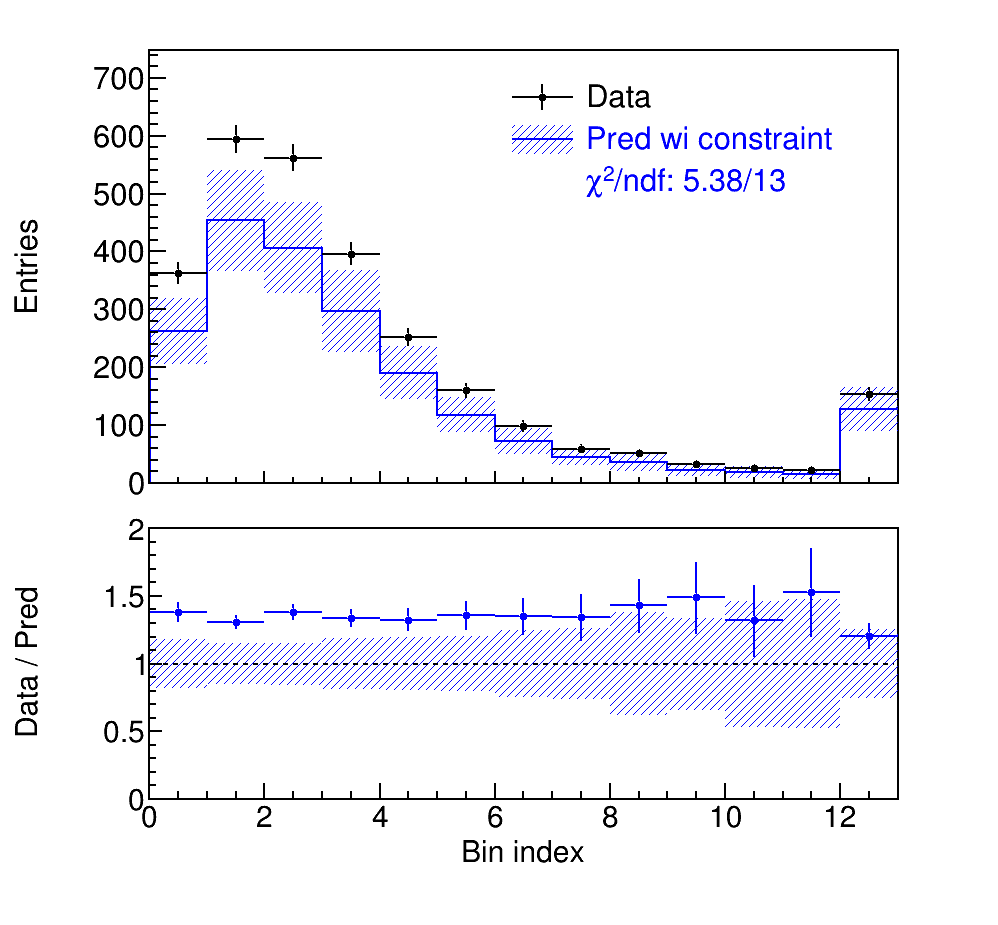 Entries
700
600
500
400
300
200
100
0
Data
Pred wi constraint
χ²/ndf: 5.38/13
Data / Pred
2
1.5
1
0.5
0
0 2 4 6 8 10 12
Bin index